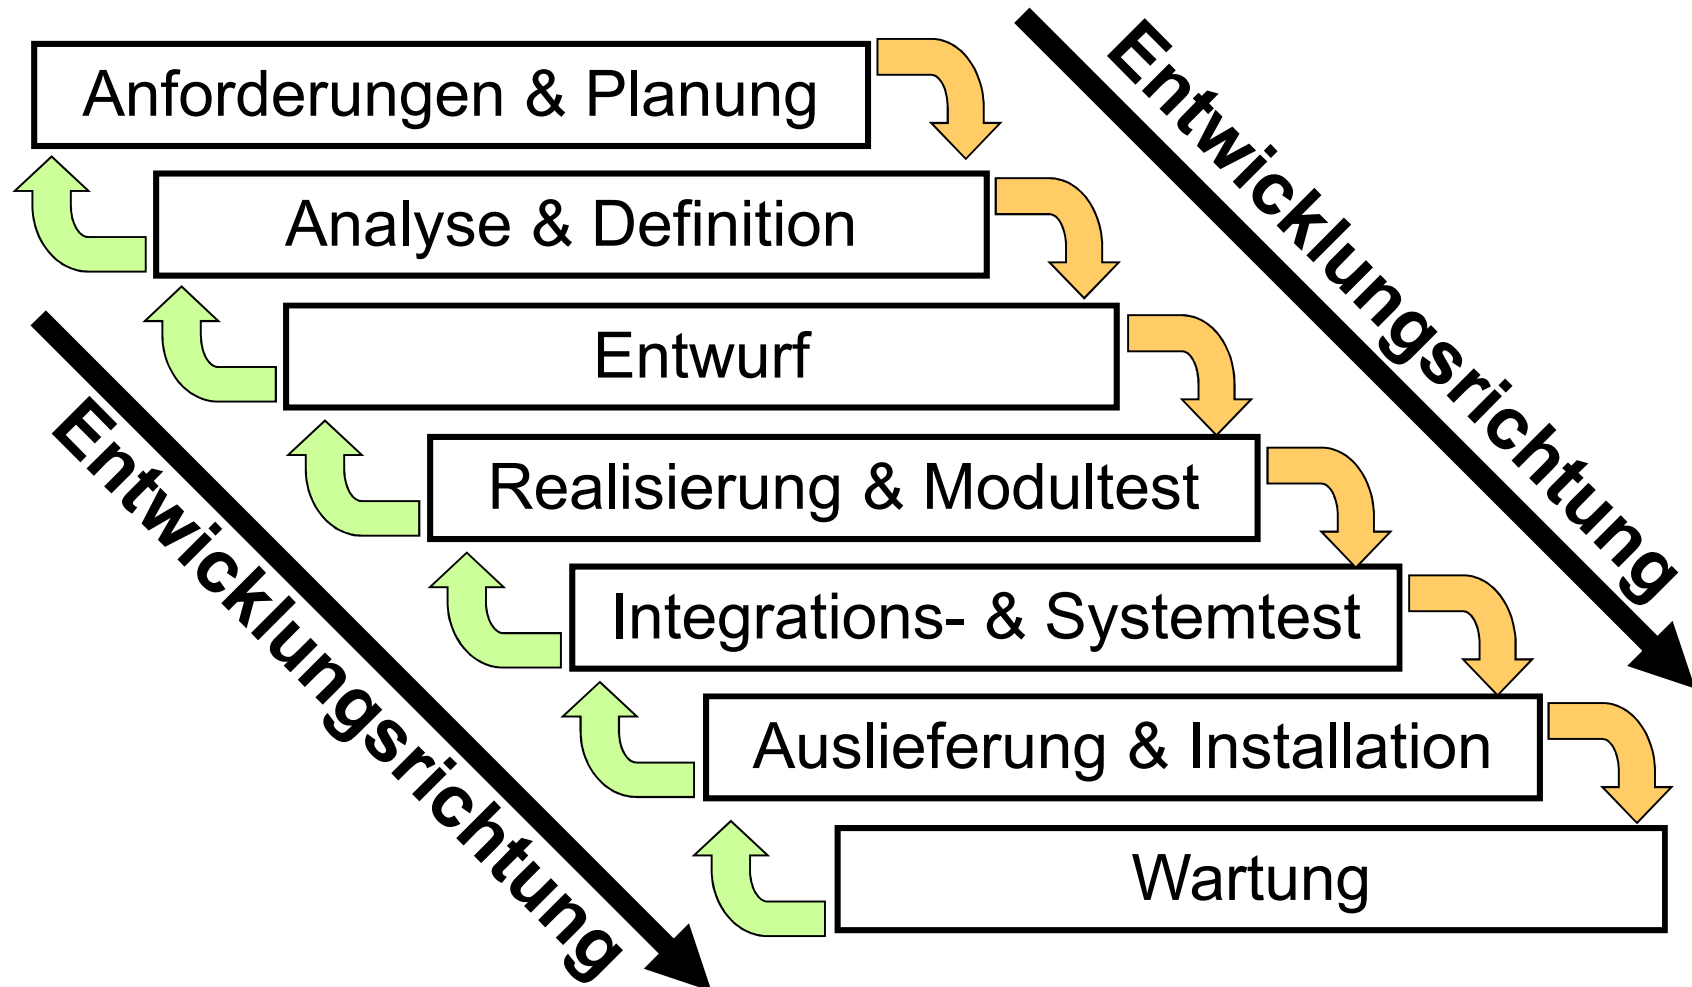 Anforderungen & Planung
Analyse & Definition
Entwurf
Realisierung & Modultest
Integrations- & Systemtest
Auslieferung & Installation
Wartung
Entwicklungsrichtung
Entwicklungsrichtung